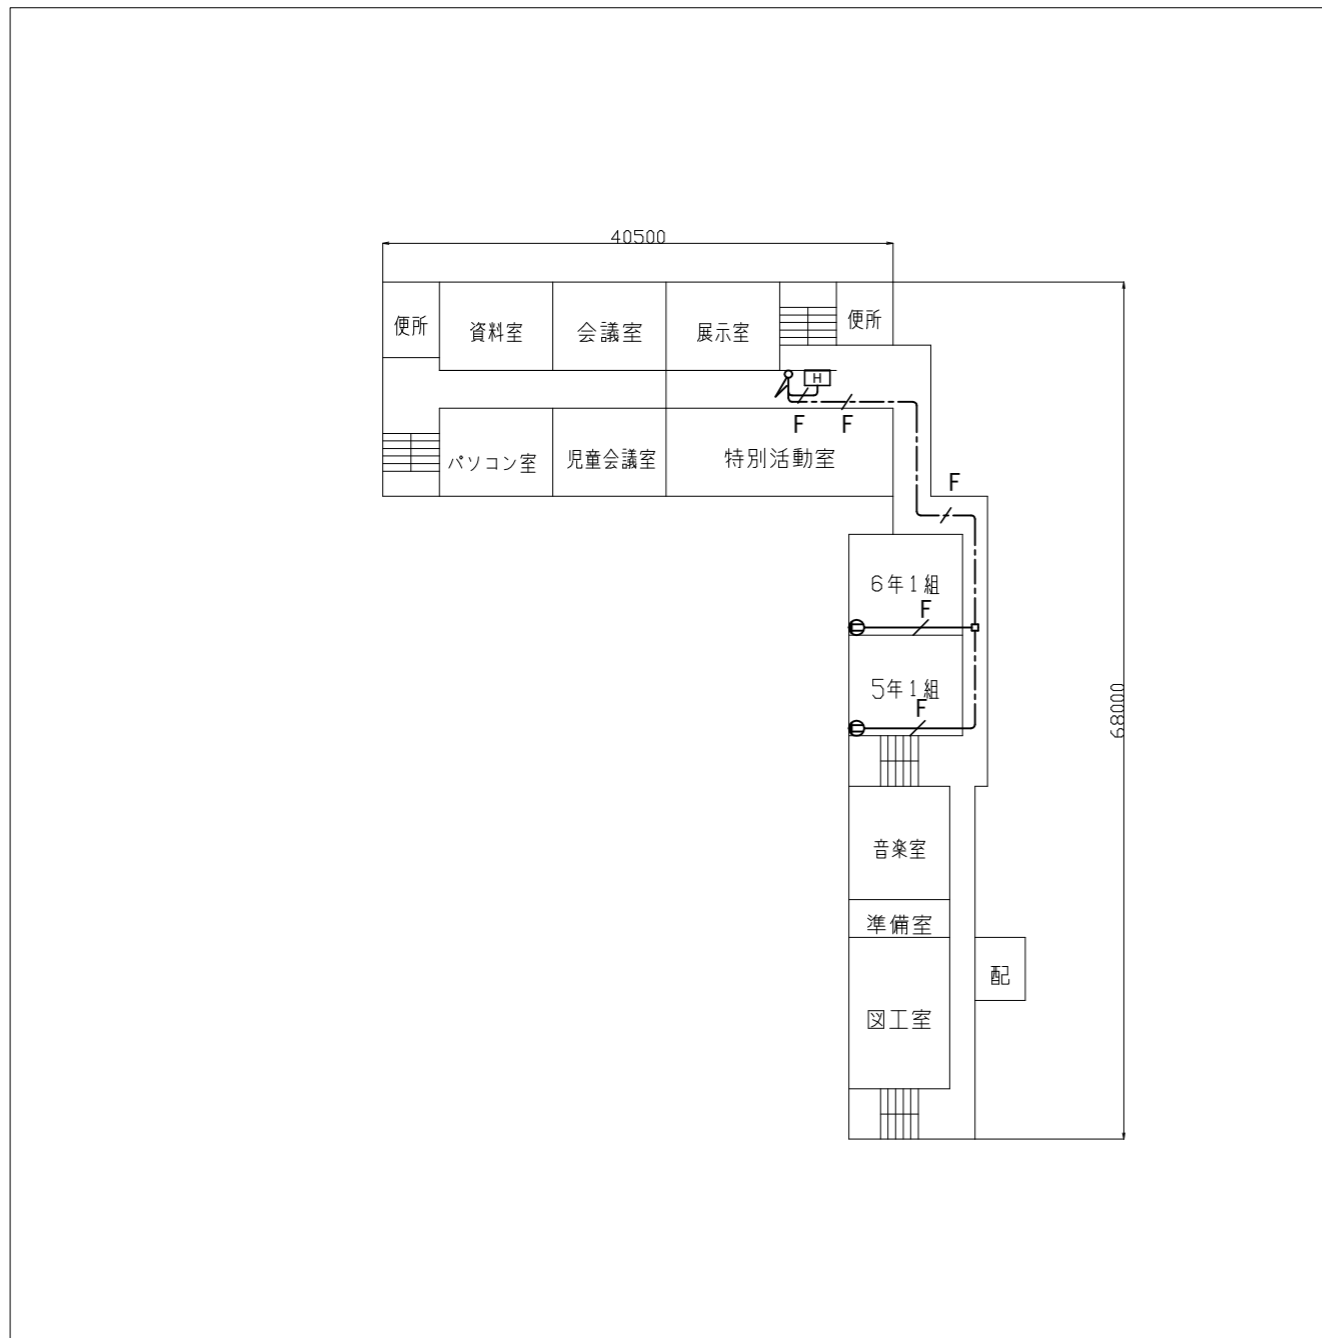 40500
便所
資料室
会議室
展示室
便所
H
F
F
パソコン室
児童会議室
特別活動室
F
6年1組
F
5年1組
F
68000
音楽室
準備室
配
図工室